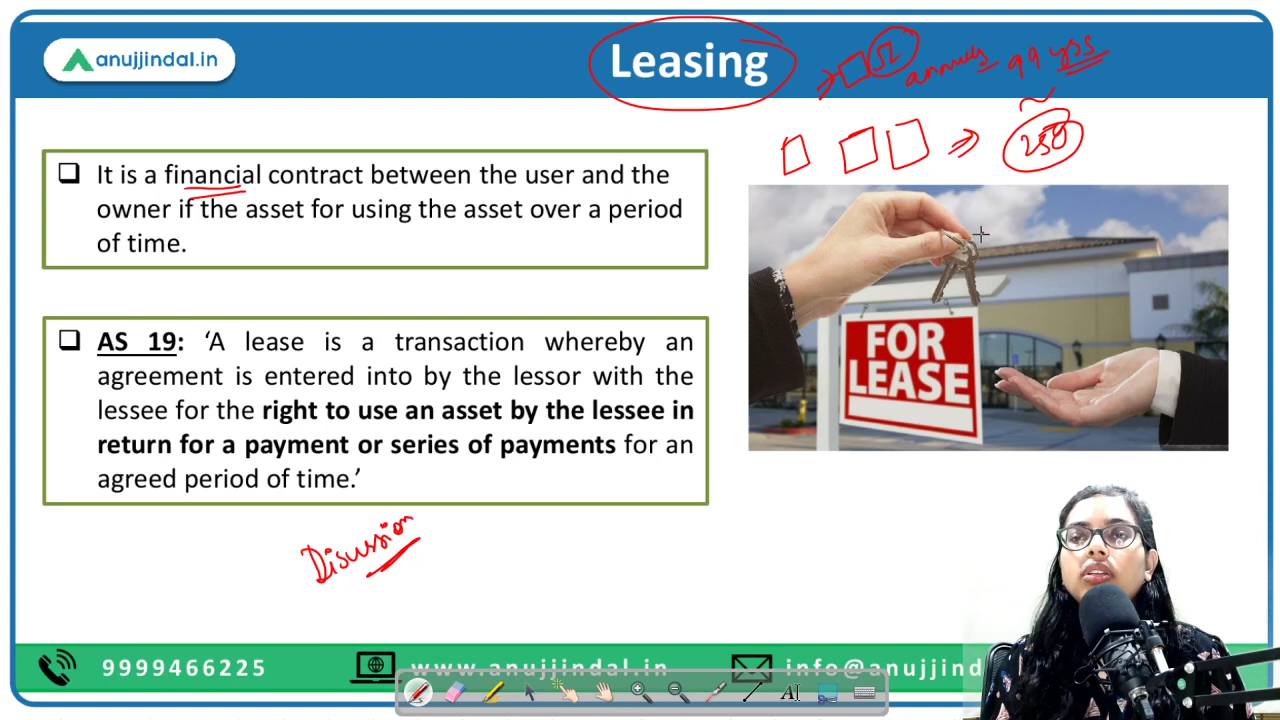 anujjindal.in
Leasing
annual 99 yrs
250
It is a financial contract between the user and the
owner if the asset for using the asset over a period
of time.
FOR
LEASE
AS 19: ‘A lease is a transaction whereby an
agreement is entered into by the lessor with the
lessee for the right to use an asset by the lessee in
return for a payment or series of payments for an
agreed period of time.’
Disussion
9999466225
www.anujjindal.in
info@anujjind